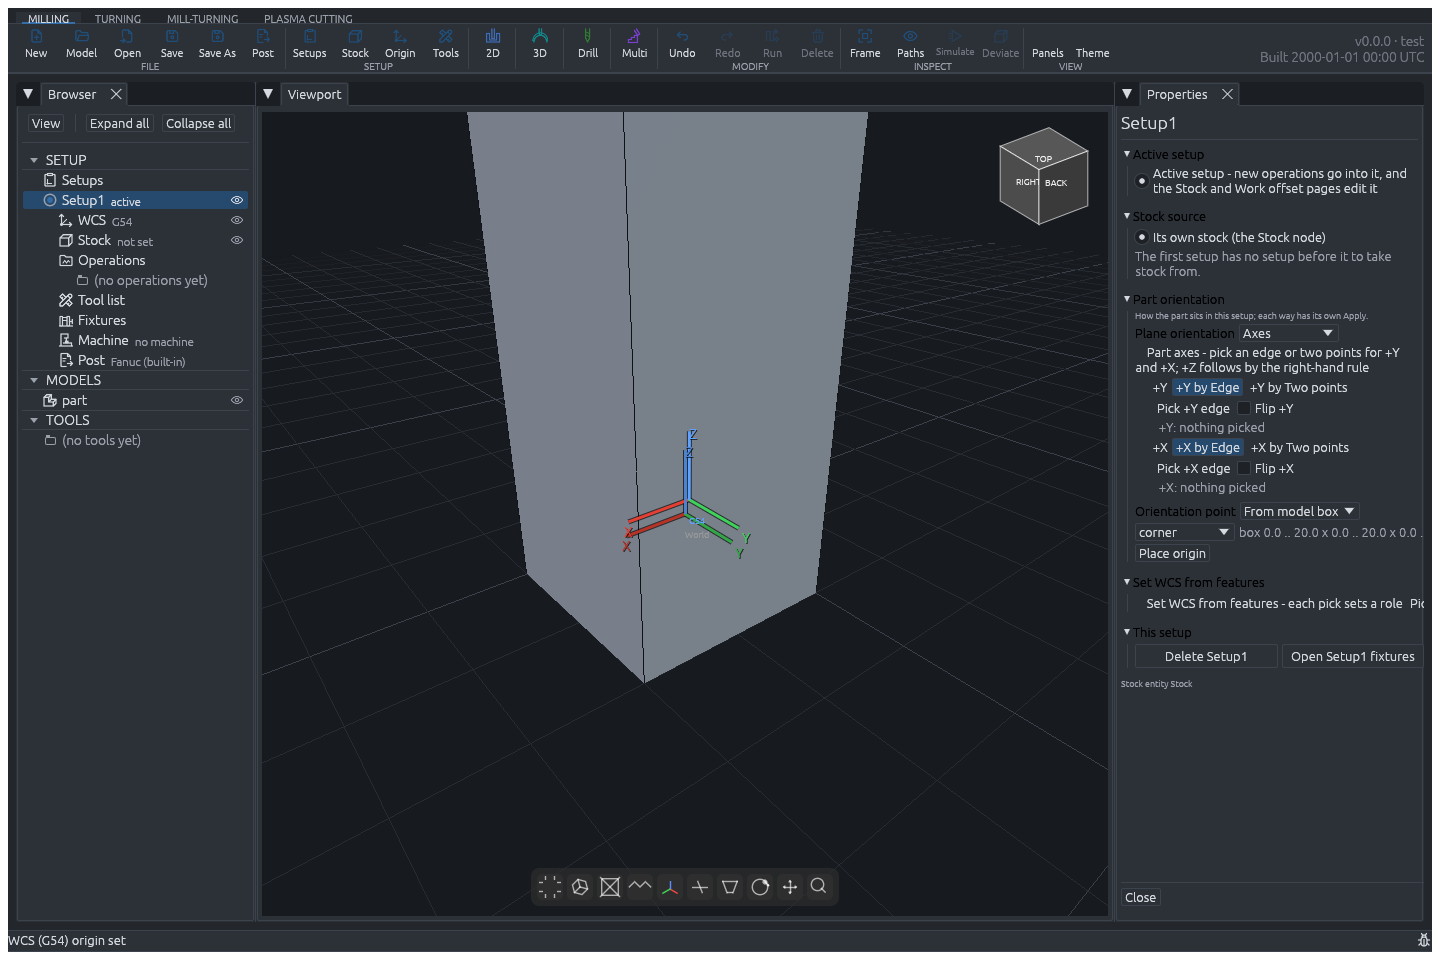 MILLING TURNING MILL-TURNING PLASMA CUTTING
New Model Open Save Save As Post Setups Stock Origin Tools 2D 3D Drill Multi Undo Redo Run Delete Frame Paths Simulate Deviate Panels Theme
FILE SETUP MODIFY INSPECT VIEW
v0.0.0 · test
Built 2000-01-01 00:00 UTC
Browser
View Expand all Collapse all
SETUP
Setups
Setup1 active
WCS G54
Stock not set
Operations
(no operations yet)
Tool list
Fixtures
Machine no machine
Post Fanuc (built-in)
MODELS
part
TOOLS
(no tools yet)
Viewport
TOP
RIGHT BACK
Z
Z
G54
World
X
X
Y
Y
Properties
Setup1
Active setup
Active setup - new operations go into it, and
the Stock and Work offset pages edit it
Stock source
Its own stock (the Stock node)
The first setup has no setup before it to take
stock from.
Part orientation
How the part sits in this setup; each way has its own Apply.
Plane orientation Axes
Part axes - pick an edge or two points for +Y
and +X; +Z follows by the right-hand rule
+Y +Y by Edge +Y by Two points
Pick +Y edge Flip +Y
+Y: nothing picked
+X +X by Edge +X by Two points
Pick +X edge Flip +X
+X: nothing picked
Orientation point From model box
corner box 0.0 .. 20.0 x 0.0 .. 20.0 x 0.0 .
Place origin
Set WCS from features
Set WCS from features - each pick sets a role Pic
This setup
Delete Setup1 Open Setup1 fixtures
Stock entity Stock
Close
WCS (G54) origin set